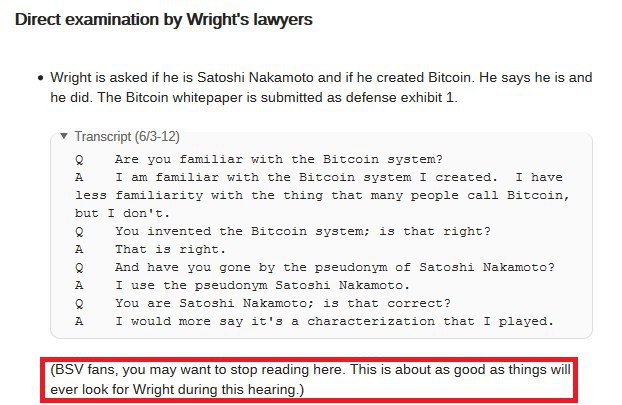 Direct examination by Wright's lawyers
• Wright is asked if he is Satoshi Nakamoto and if he created Bitcoin. He says he is and
he did. The Bitcoin whitepaper is submitted as defense exhibit 1.
▼ Transcript (6/3-12)
Q Are you familiar with the Bitcoin system?
A I am familiar with the Bitcoin system I created. I have
less familiarity with the thing that many people call Bitcoin,
but I don't.
Q You invented the Bitcoin system; is that right?
A That is right.
Q And have you gone by the pseudonym of Satoshi Nakamoto?
A I use the pseudonym Satoshi Nakamoto.
Q You are Satoshi Nakamoto; is that correct?
A I would more say it's a characterization that I played.
(BSV fans, you may want to stop reading here. This is about as good as things will
ever look for Wright during this hearing.)